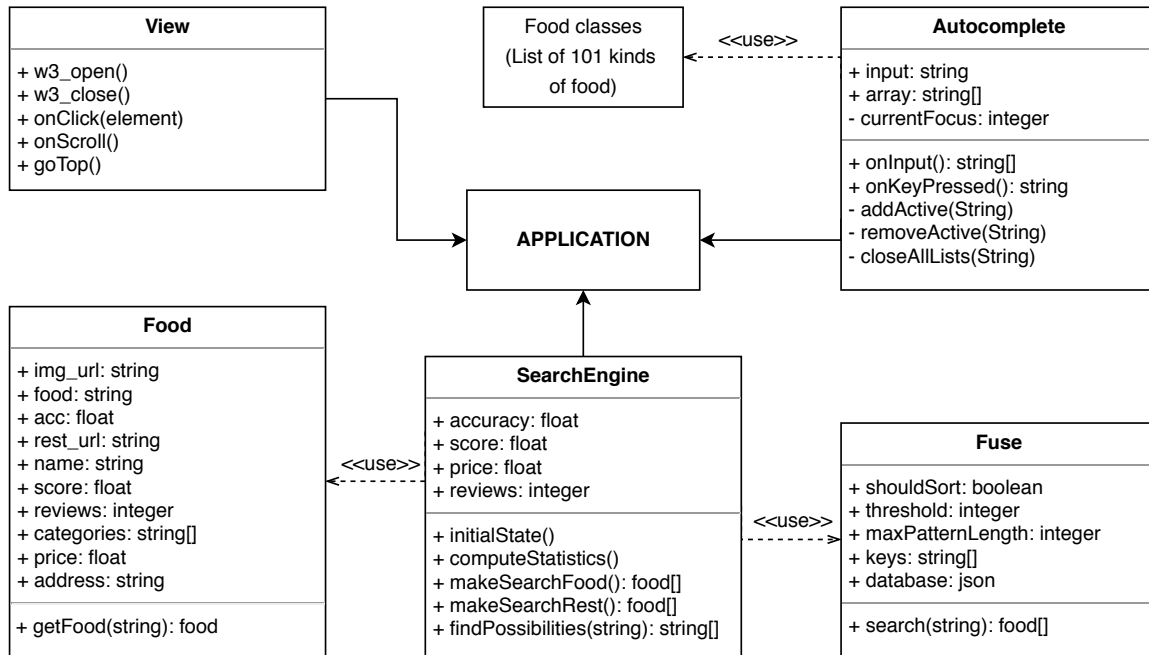 View
+ w3_open()
+ w3_close()
+ onClick(element)
+ onScroll()
+ goTop()
Food classes
(List of 101 kinds
of food)
<<use>>
Autocomplete
+ input: string
+ array: string[]
- currentFocus: integer
+ onInput(): string[]
+ onKeyPressed(): string
- addActive(String)
- removeActive(String)
- closeAllLists(String)
APPLICATION
Food
+ img_url: string
+ food: string
+ acc: float
+ rest_url: string
+ name: string
+ score: float
+ reviews: integer
+ categories: string[]
+ price: float
+ address: string
+ getFood(string): food
<<use>>
SearchEngine
+ accuracy: float
+ score: float
+ price: float
+ reviews: integer
+ initialState()
+ computeStatistics()
+ makeSearchFood(): food[]
+ makeSearchRest(): food[]
+ findPossibilities(string): string[]
<<use>>
Fuse
+ shouldSort: boolean
+ threshold: integer
+ maxPatternLength: integer
+ keys: string[]
+ database: json
+ search(string): food[]